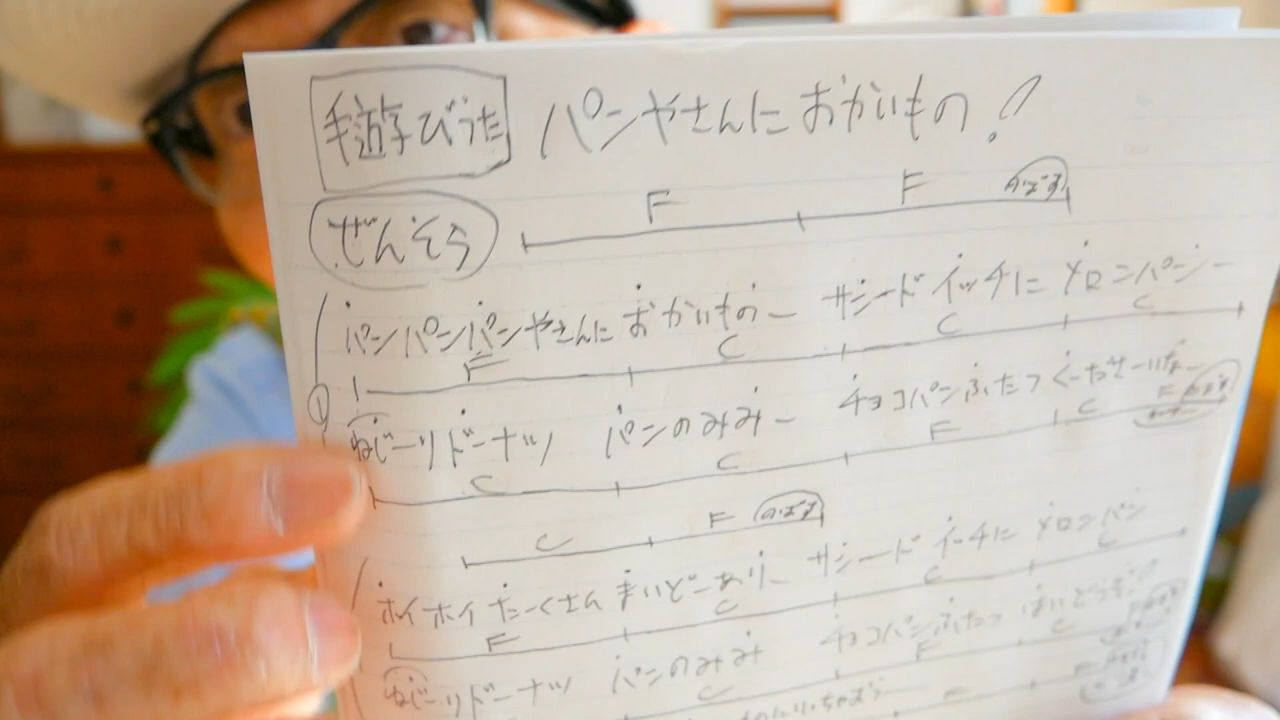 手遊びうた パンやさんにおかいもの!
ぜんそう F F のばす
① パンパンパンやさんに おかいものー サンードイッチに メロンパンー
F C C C
ねじーりドーナツ パンのみみー チョコパンふたつ くーださーいなー
C C F C F のばす
C F のばす
ホイホイ たーくさん まいどーありー サンードイッチに メロンパン
F C C C
ねじーりドーナツ パンのみみ チョコパンふたつ はいどうぞ
C F C